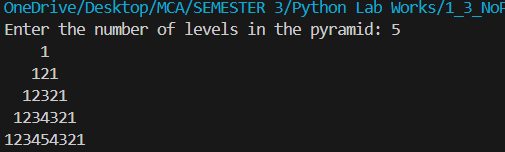 OneDrive/Desktop/MCA/SEMESTER 3/Python Lab Works/1_3_NoP
Enter the number of levels in the pyramid: 5
    1
   121
  12321
 1234321
123454321